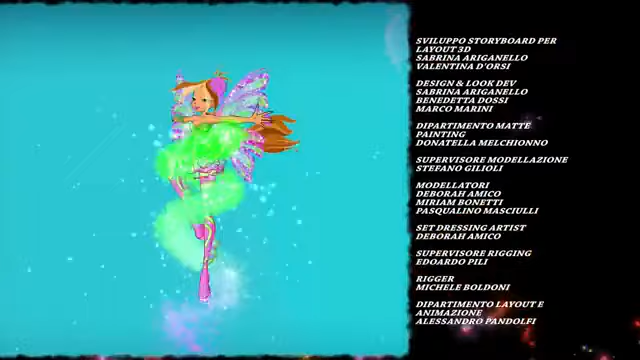 SVILUPPO STORYBOARD PER
LAYOUT 3D
SABRINA ARIGANELLO
VALENTINA D'ORSI
DESIGN & LOOK DEV
SABRINA ARIGANELLO
BENEDETTA DOSSI
MARCO MARINI
DIPARTIMENTO MATTE
PAINTING
DONATELLA MELCHIONNO
SUPERVISORE MODELLAZIONE
STEFANO GILIOLI
MODELLATORI
DEBORAH AMICO
MIRIAM BONETTI
PASQUALINO MASCIULLI
SET DRESSING ARTIST
DEBORAH AMICO
SUPERVISORE RIGGING
EDOARDO PILI
RIGGER
MICHELE BOLDONI
DIPARTIMENTO LAYOUT E
ANIMAZIONE
ALESSANDRO PANDOLFI